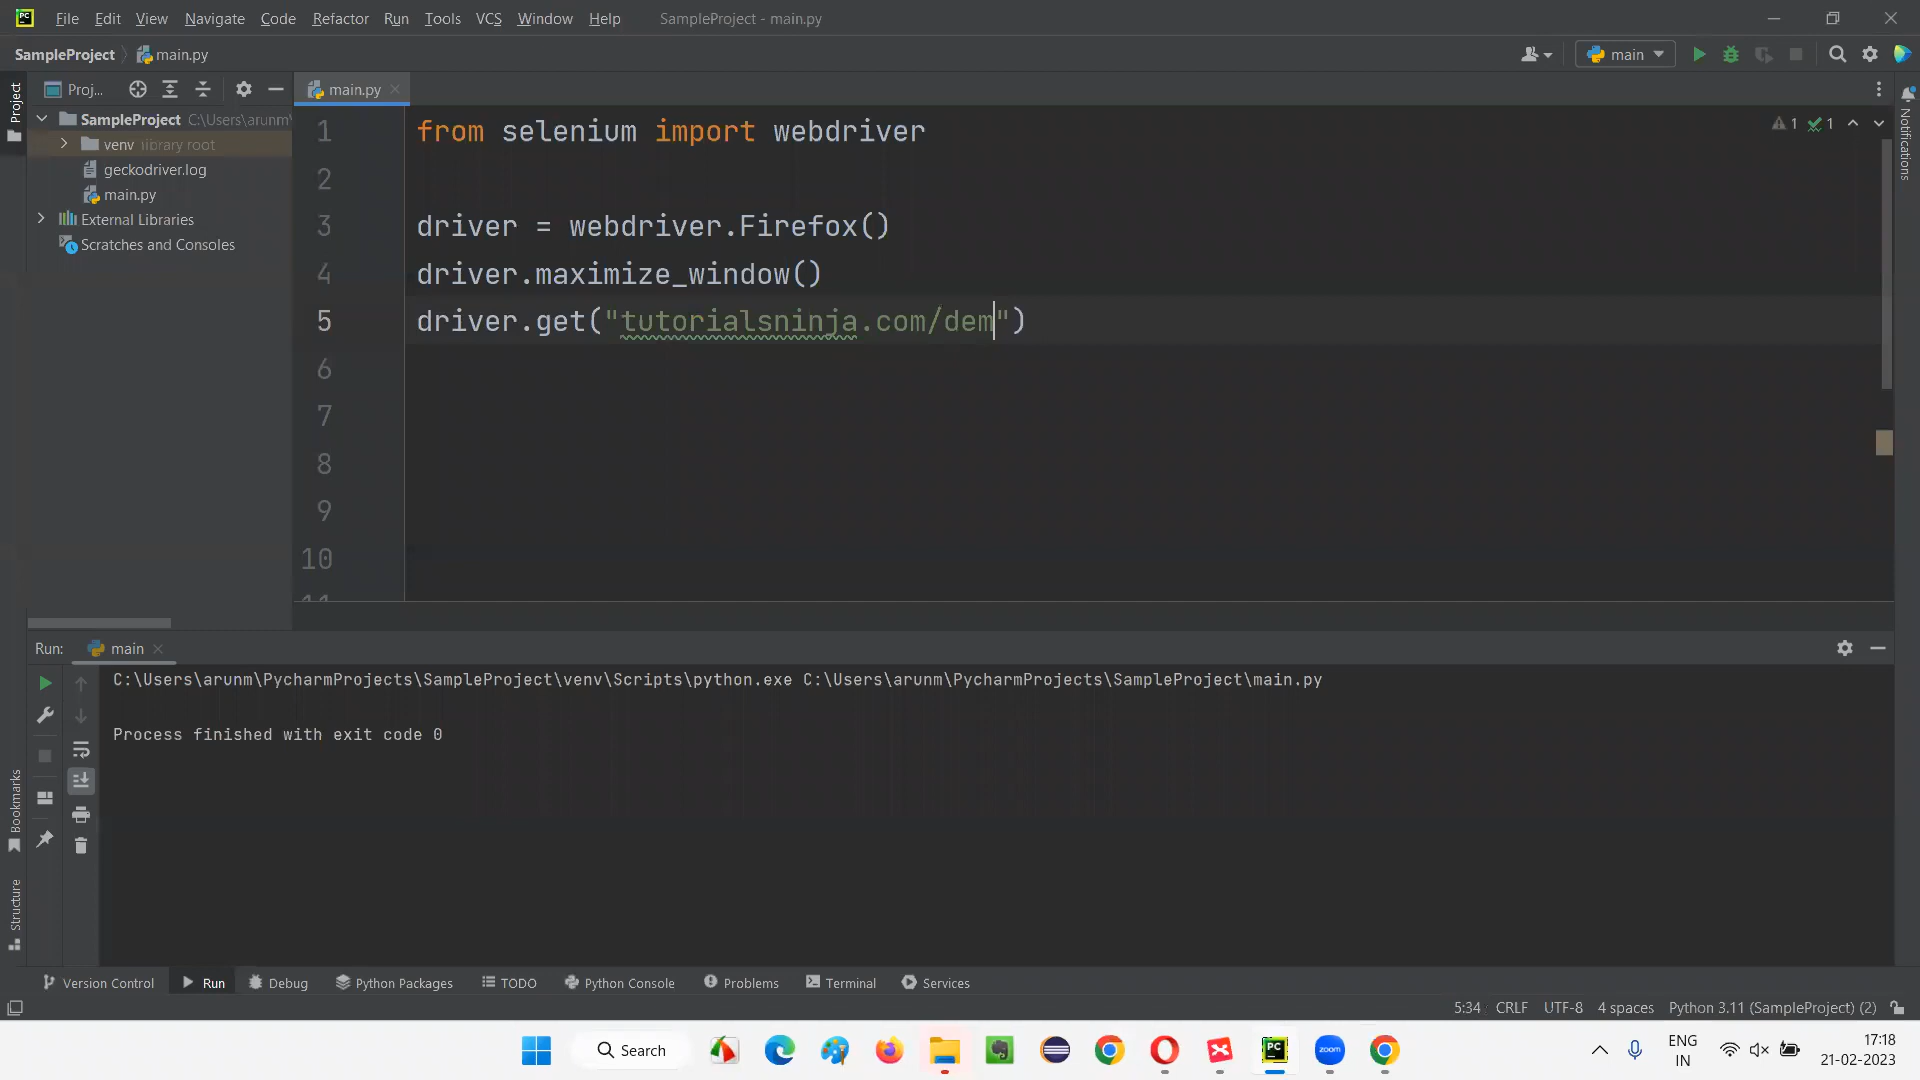 File Edit View Navigate Code Refactor Run Tools VCS Window Help SampleProject - main.py
SampleProject main.py
main
Proj...
main.py
SampleProject C:\Users\arunm\
venv library root
geckodriver.log
main.py
External Libraries
Scratches and Consoles
Project
Bookmarks
Structure
Notifications
1 1
1 from selenium import webdriver
2
3 driver = webdriver.Firefox()
4 driver.maximize_window()
5 driver.get("tutorialsninja.com/dem")
6
7
8
9
10
11
Run: main
C:\Users\arunm\PycharmProjects\SampleProject\venv\Scripts\python.exe C:\Users\arunm\PycharmProjects\SampleProject\main.py
Process finished with exit code 0
Version Control Run Debug Python Packages TODO Python Console Problems Terminal Services
5:34 CRLF UTF-8 4 spaces Python 3.11 (SampleProject) (2)
Search
PC
zoom
ENG
IN
17:18
21-02-2023